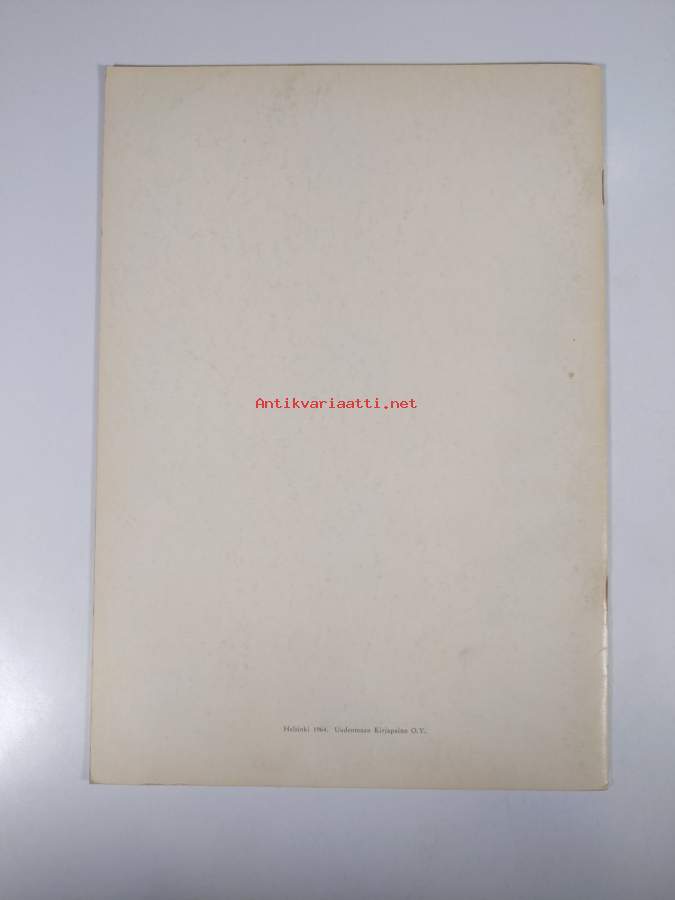 Antikvariaatti.net
Helsinki 1964. Uudenmaan Kirjapaino O.Y.